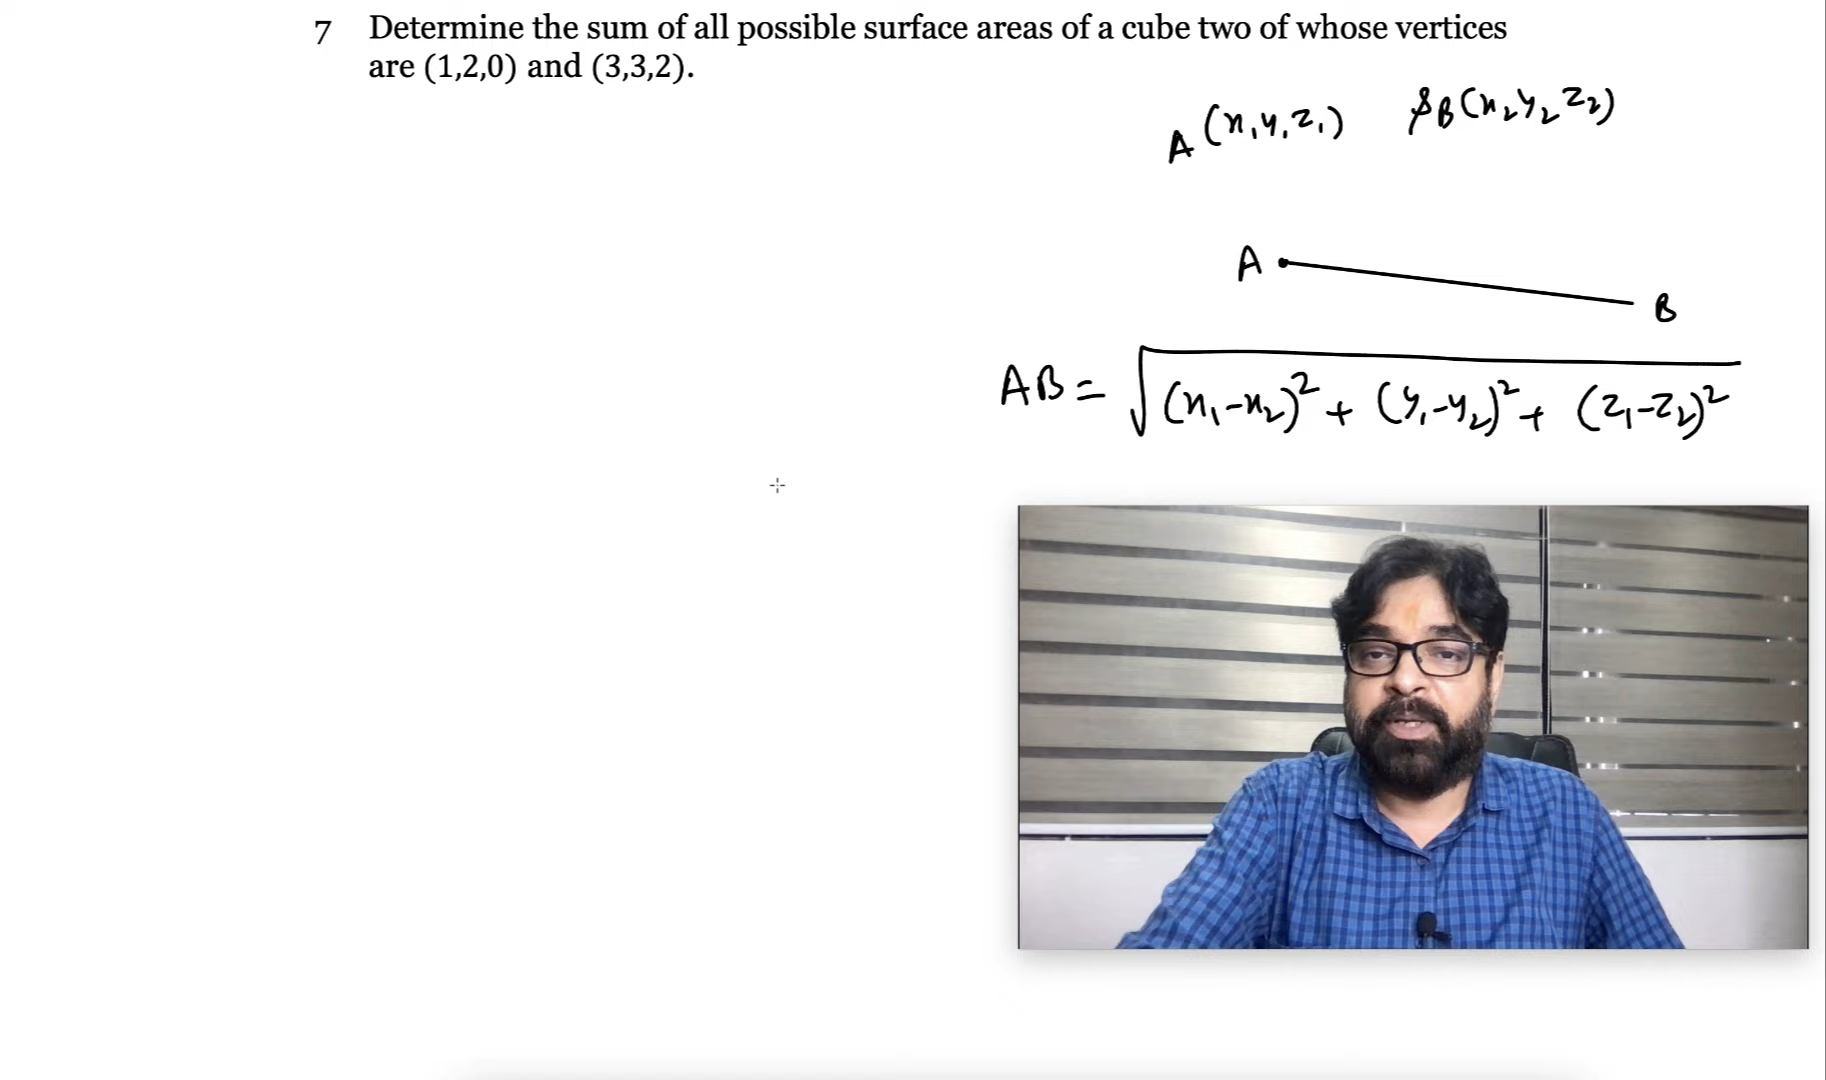 7 Determine the sum of all possible surface areas of a cube two of whose vertices
are (1,2,0) and (3,3,2).
A (x₁ y₁ z₁) B (x₂ y₂ z₂)
A
B
AB = √((x₁-x₂)² + (y₁-y₂)² + (z₁-z₂)²)